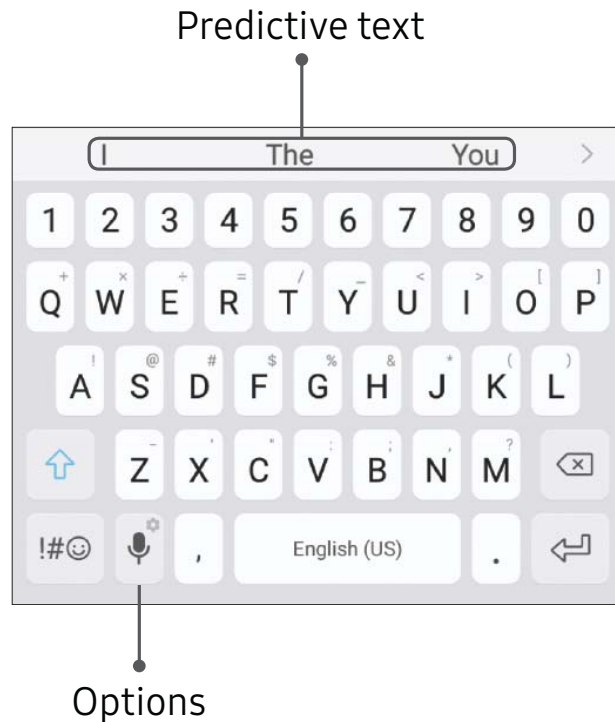 Predictive text
I The You >
1 2 3 4 5 6 7 8 9 0
+ × ÷ = / _ < > [ ]
Q W E R T Y U I O P
! @ # $ % & * ( )
A S D F G H J K L
- ' " : ; , ?
Z X C V B N M
!#☺ , English (US) .
Options